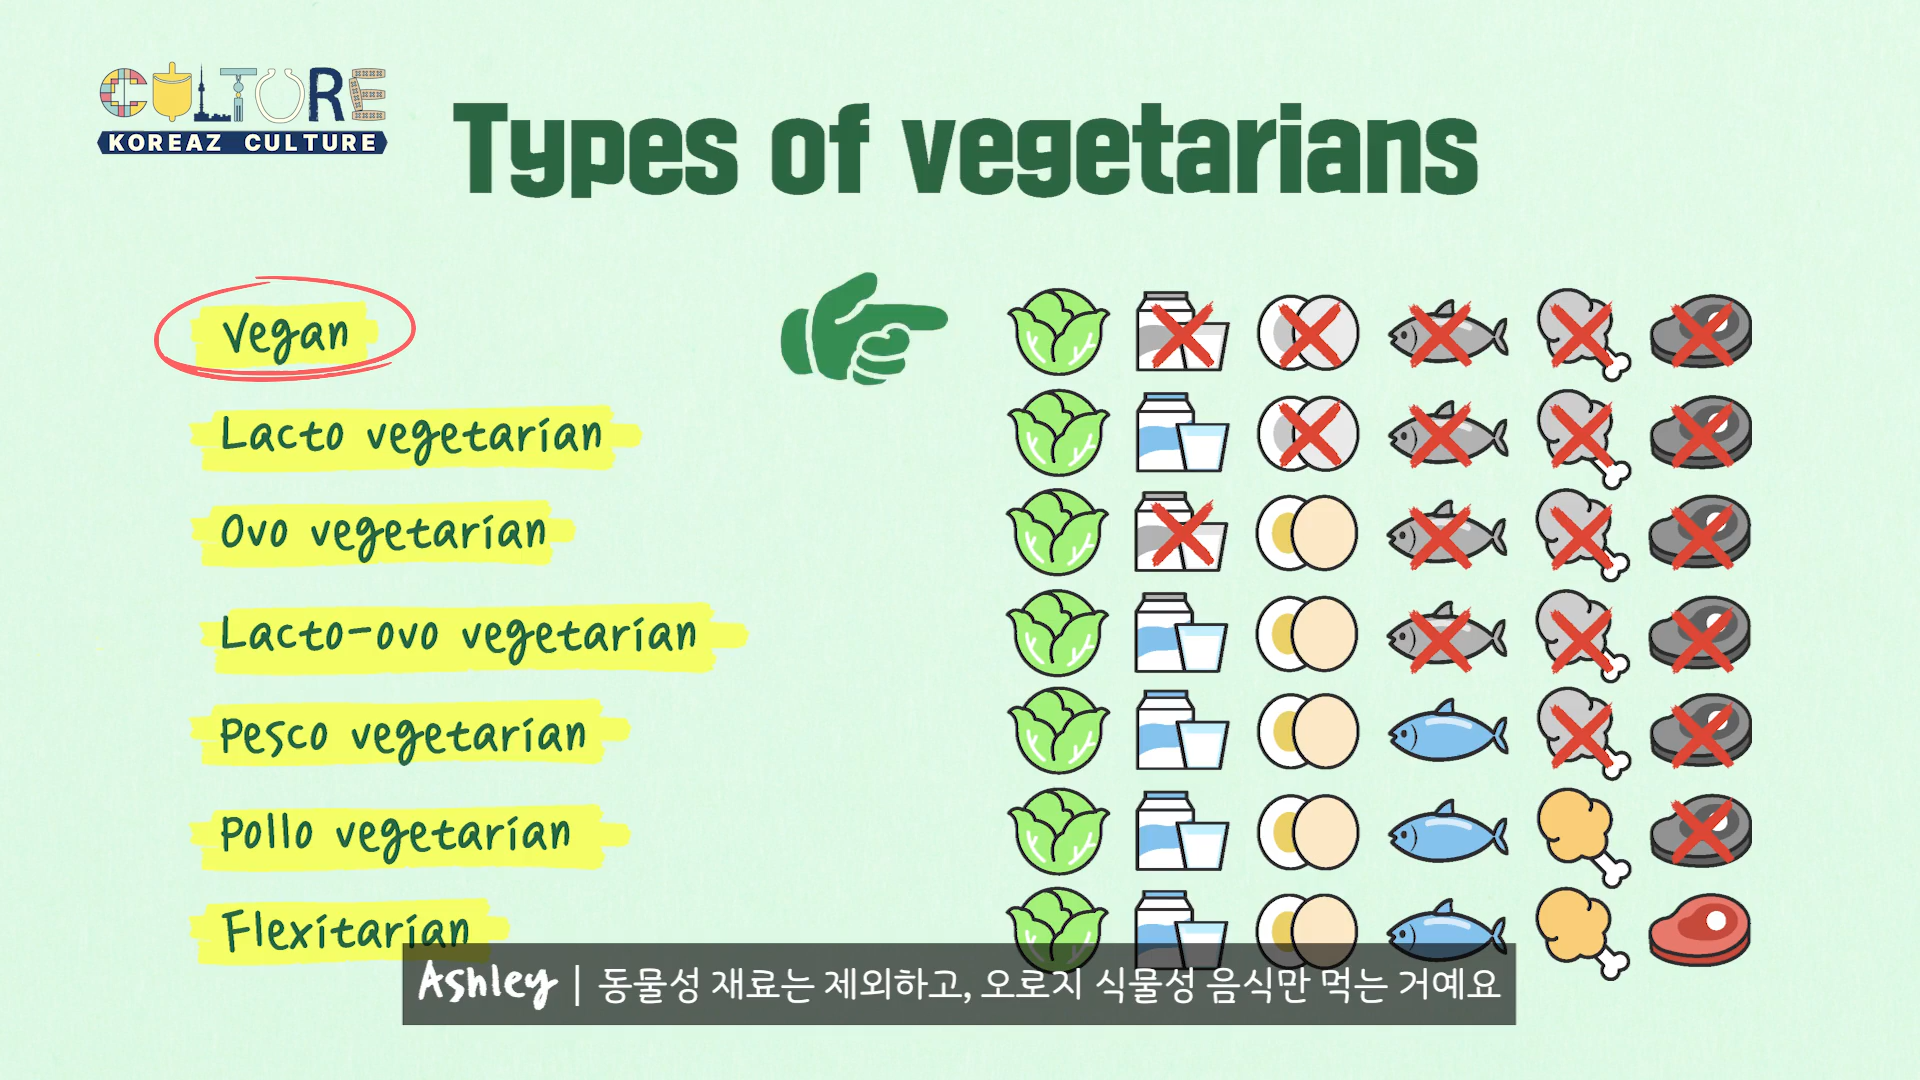 CULTURE
KOREAZ CULTURE
Types of vegetarians
Vegan
Lacto vegetarian
Ovo vegetarian
Lacto-ovo vegetarian
Pesco vegetarian
Pollo vegetarian
Flexitarian
Ashley | 동물성 재료는 제외하고, 오로지 식물성 음식만 먹는 거예요